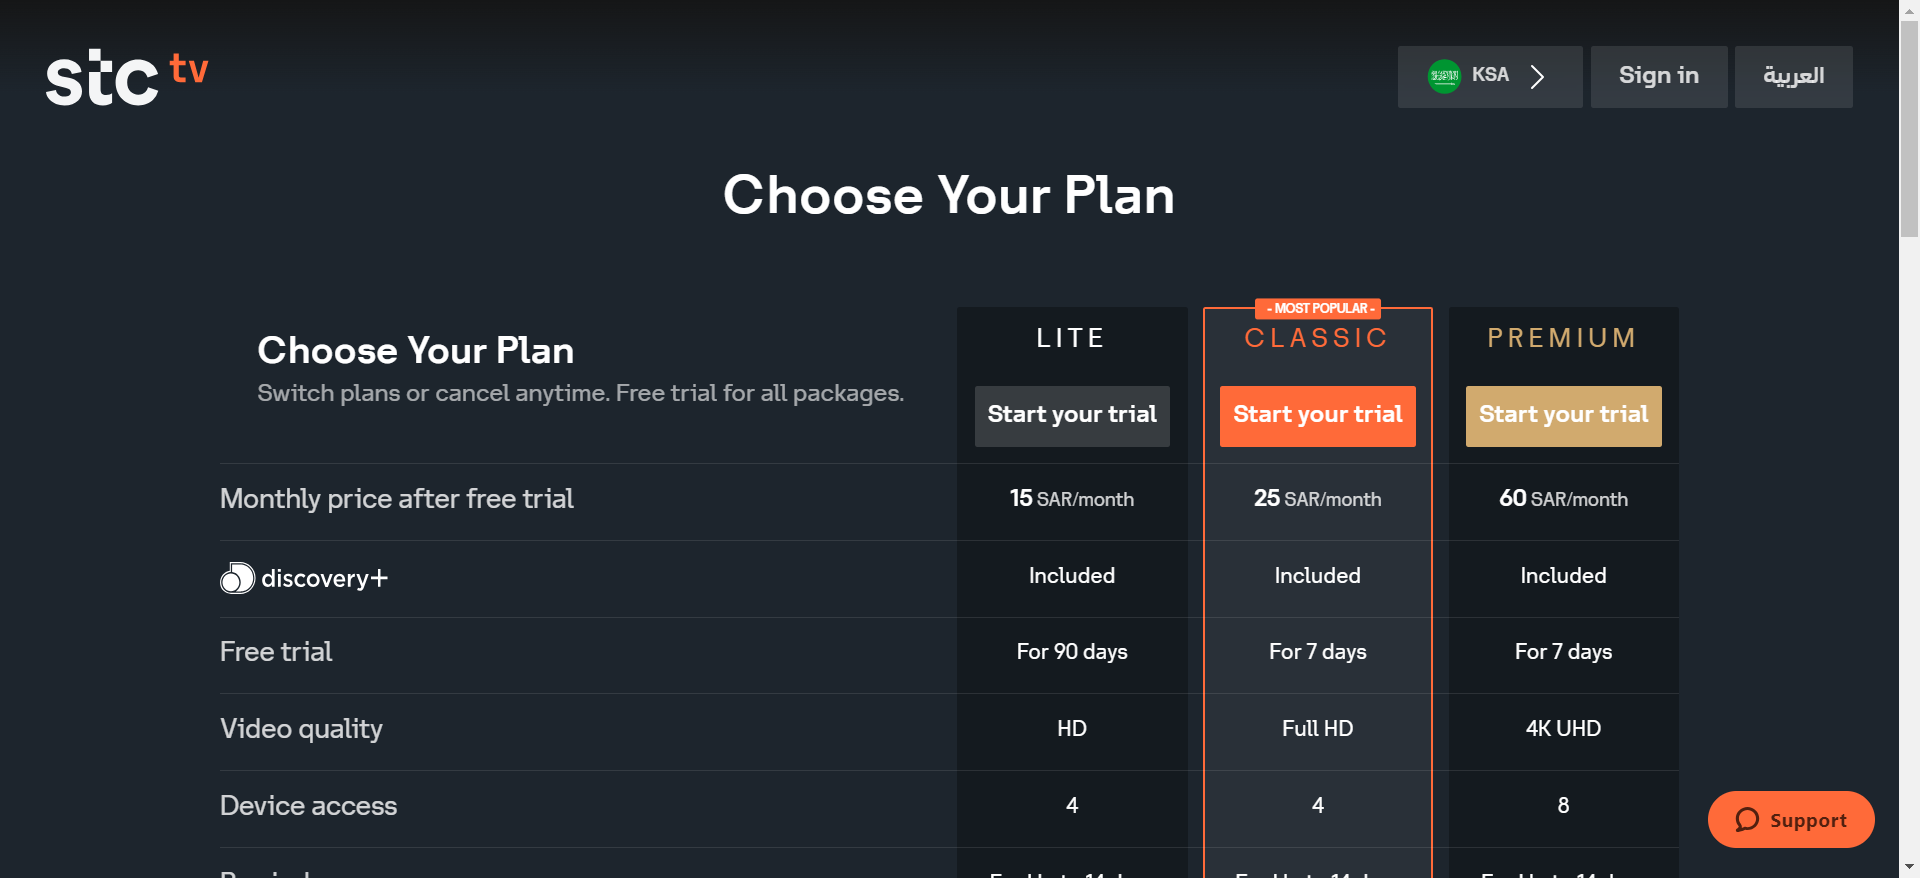 stc tv
KSA
Sign in
العربية
Choose Your Plan
- MOST POPULAR -
Choose Your Plan
Switch plans or cancel anytime. Free trial for all packages.
LITE
CLASSIC
PREMIUM
Start your trial
Start your trial
Start your trial
Monthly price after free trial
15 SAR/month
25 SAR/month
60 SAR/month
discovery+
Included
Included
Included
Free trial
For 90 days
For 7 days
For 7 days
Video quality
HD
Full HD
4K UHD
Device access
4
4
8
Support